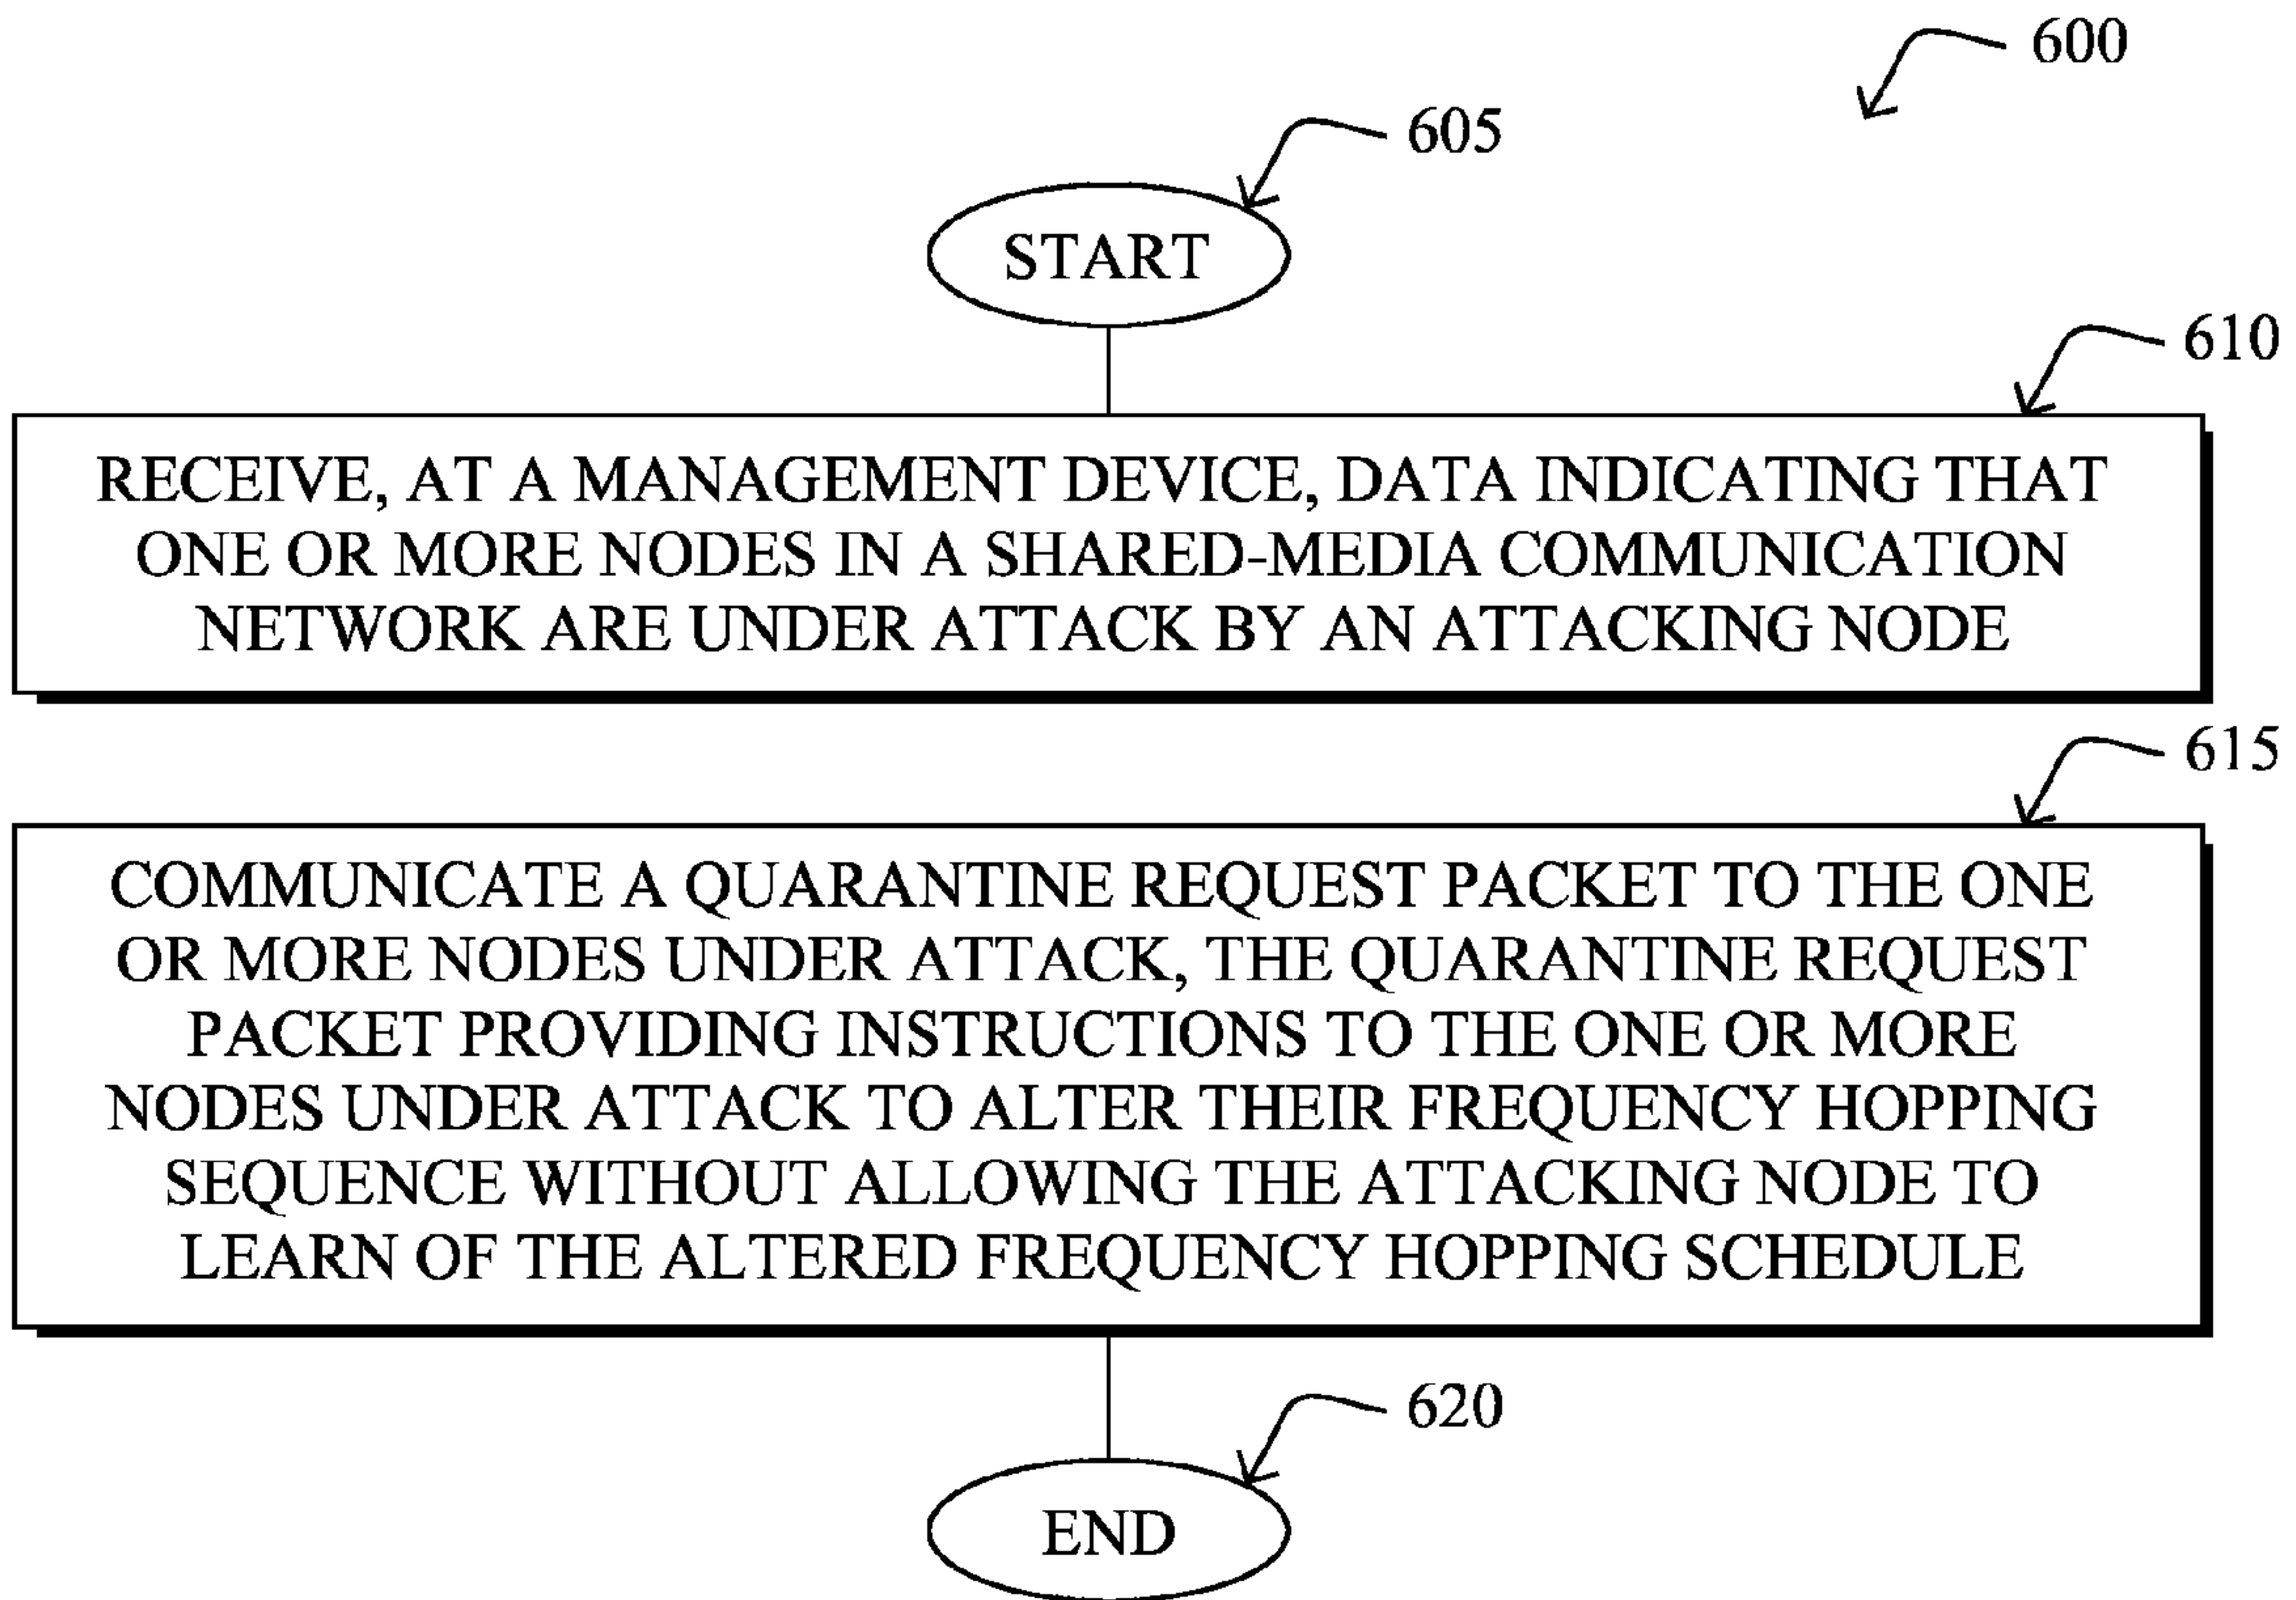 600
605
START
610
RECEIVE, AT A MANAGEMENT DEVICE, DATA INDICATING THAT
ONE OR MORE NODES IN A SHARED-MEDIA COMMUNICATION
NETWORK ARE UNDER ATTACK BY AN ATTACKING NODE
615
COMMUNICATE A QUARANTINE REQUEST PACKET TO THE ONE
OR MORE NODES UNDER ATTACK, THE QUARANTINE REQUEST
PACKET PROVIDING INSTRUCTIONS TO THE ONE OR MORE
NODES UNDER ATTACK TO ALTER THEIR FREQUENCY HOPPING
SEQUENCE WITHOUT ALLOWING THE ATTACKING NODE TO
LEARN OF THE ALTERED FREQUENCY HOPPING SCHEDULE
620
END